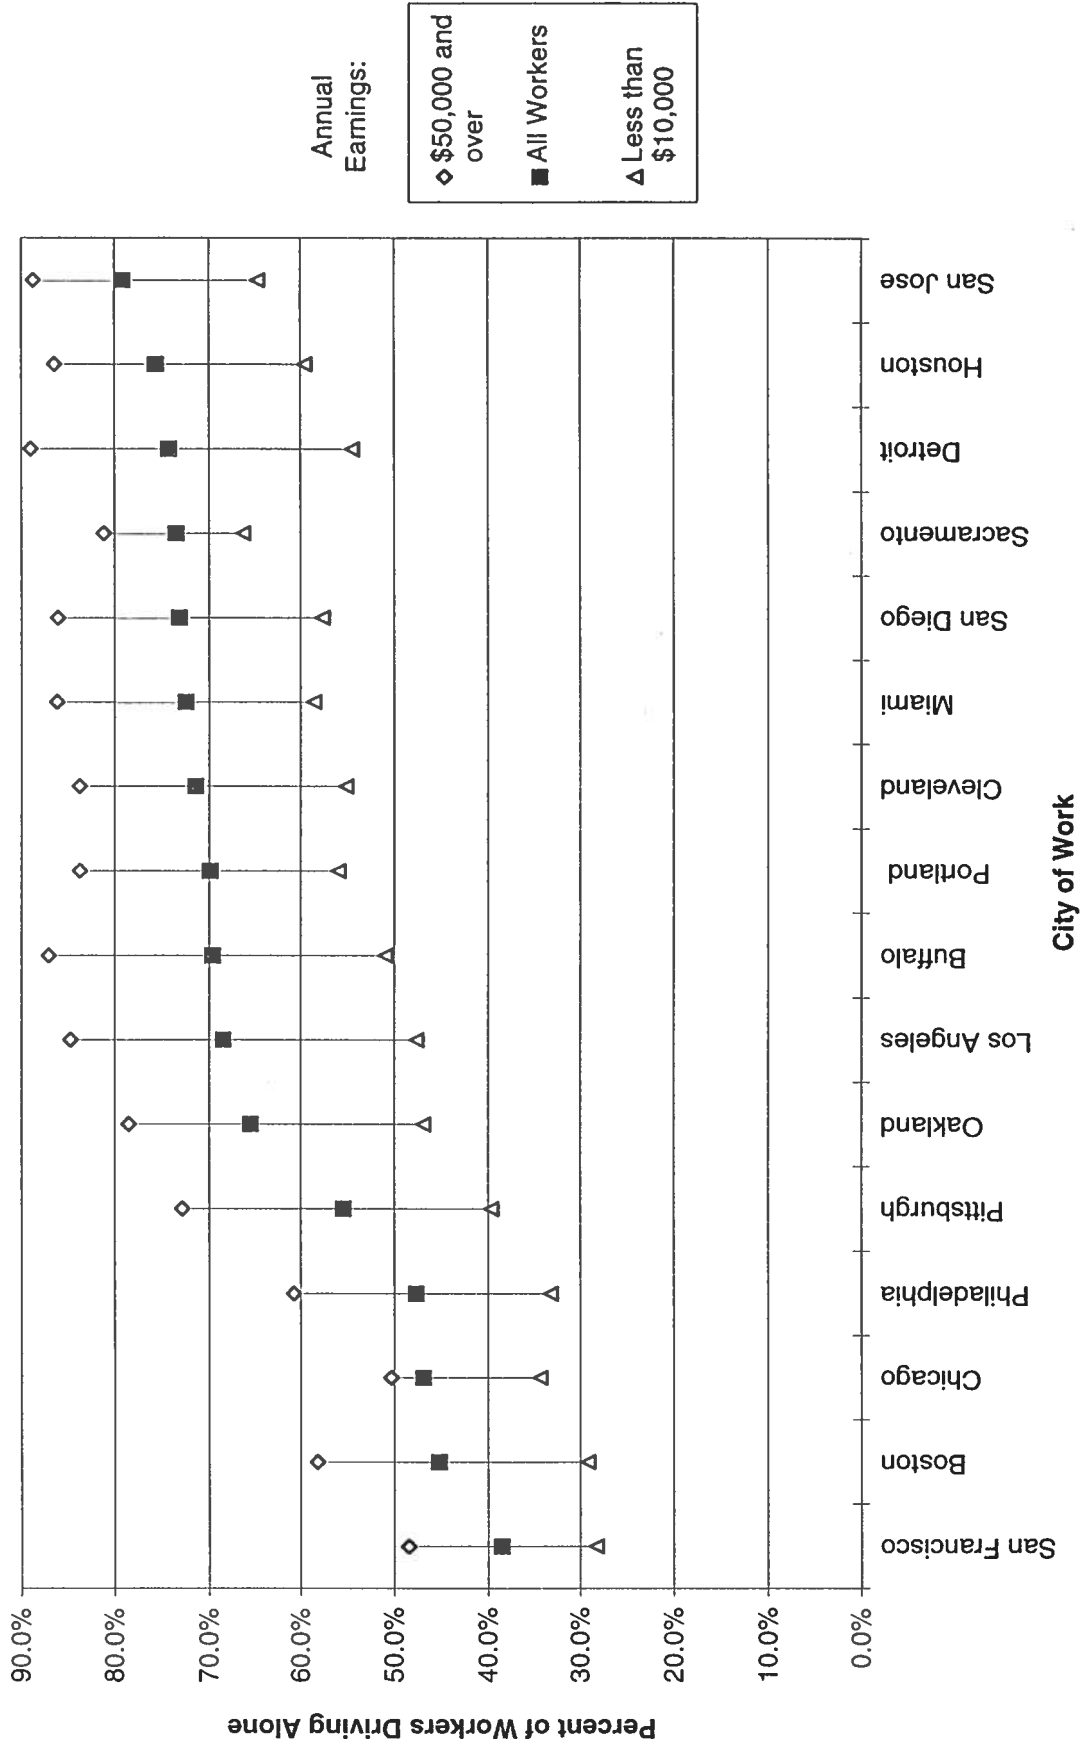 Percent of Workers Driving Alone
90.0%
80.0%
70.0%
60.0%
50.0%
40.0%
30.0%
20.0%
10.0%
0.0%
San Francisco
Boston
Chicago
Philadelphia
Pittsburgh
Oakland
Los Angeles
Buffalo
Portland
Cleveland
Miami
San Diego
Sacramento
Detroit
Houston
San Jose
City of Work
Annual
Earnings:
$50,000 and
over
All Workers
Less than
$10,000